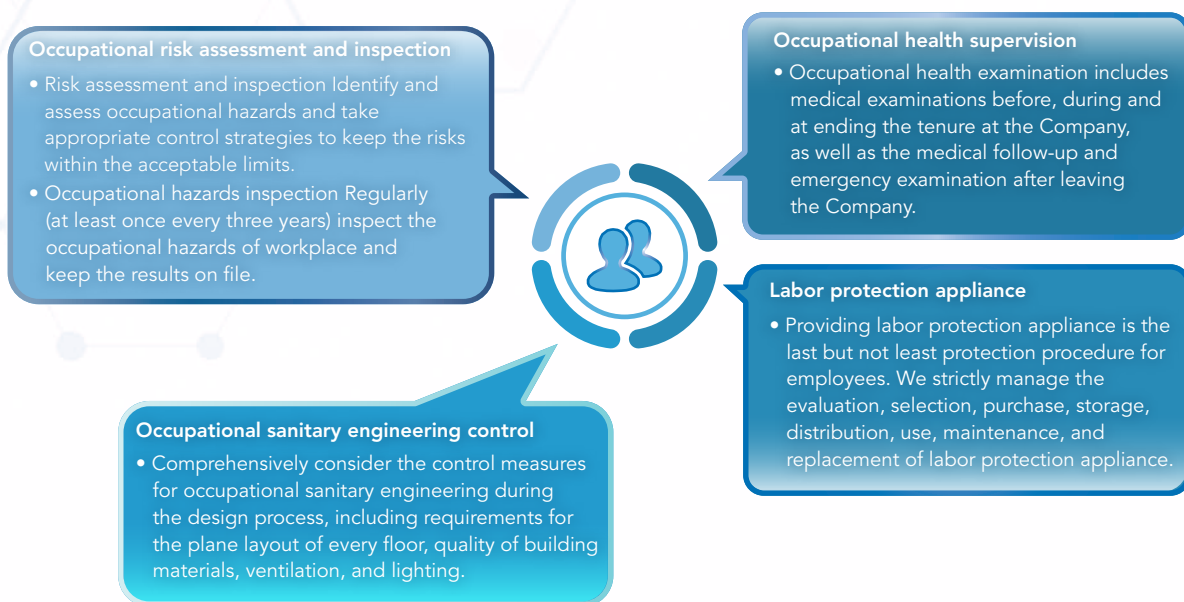 Occupational risk assessment and inspection
• Risk assessment and inspection Identify and
assess occupational hazards and take
appropriate control strategies to keep the risks
within the acceptable limits.
• Occupational hazards inspection Regularly
(at least once every three years) inspect the
occupational hazards of workplace and
keep the results on file.
Occupational health supervision
• Occupational health examination includes
medical examinations before, during and
at ending the tenure at the Company,
as well as the medical follow-up and
emergency examination after leaving
the Company.
Labor protection appliance
• Providing labor protection appliance is the
last but not least protection procedure for
employees. We strictly manage the
evaluation, selection, purchase, storage,
distribution, use, maintenance, and
replacement of labor protection appliance.
Occupational sanitary engineering control
• Comprehensively consider the control measures
for occupational sanitary engineering during
the design process, including requirements for
the plane layout of every floor, quality of building
materials, ventilation, and lighting.